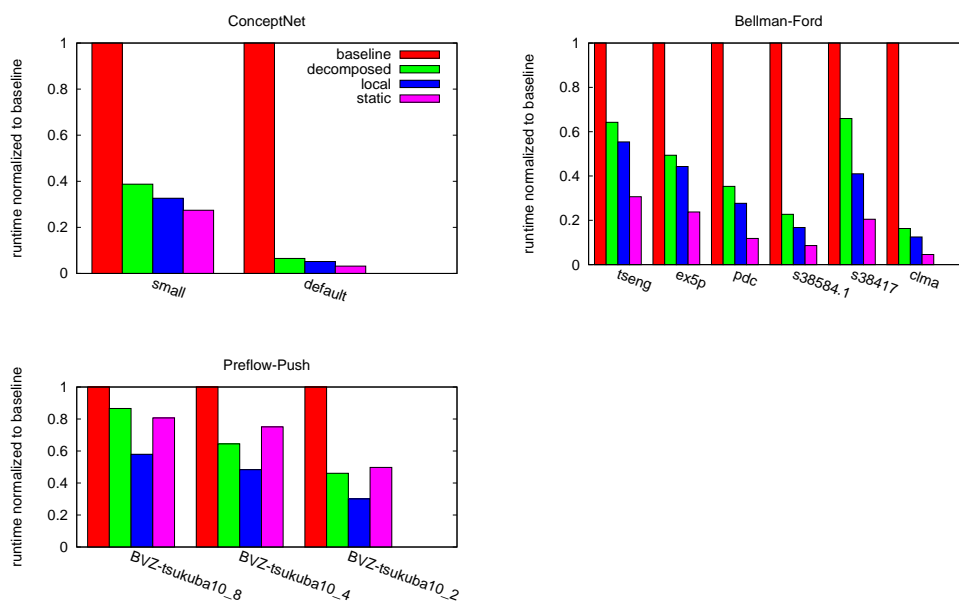 ConceptNet
runtime normalized to baseline
1
0.8
0.6
0.4
0.2
0
baseline
decomposed
local
static
small
default
Bellman-Ford
runtime normalized to baseline
1
0.8
0.6
0.4
0.2
0
tseng
ex5p
pdc
s38584.1
s38417
clma
Preflow-Push
runtime normalized to baseline
1
0.8
0.6
0.4
0.2
0
BVZ-tsukuba10_8
BVZ-tsukuba10_4
BVZ-tsukuba10_2